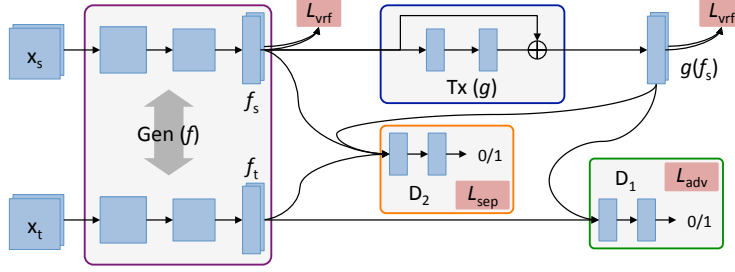 L_vrf
L_vrf
x_s
f_s
Tx (g)
g(f_s)
Gen (f)
f_t
0/1
D_2
L_sep
D_1
L_adv
x_t
0/1